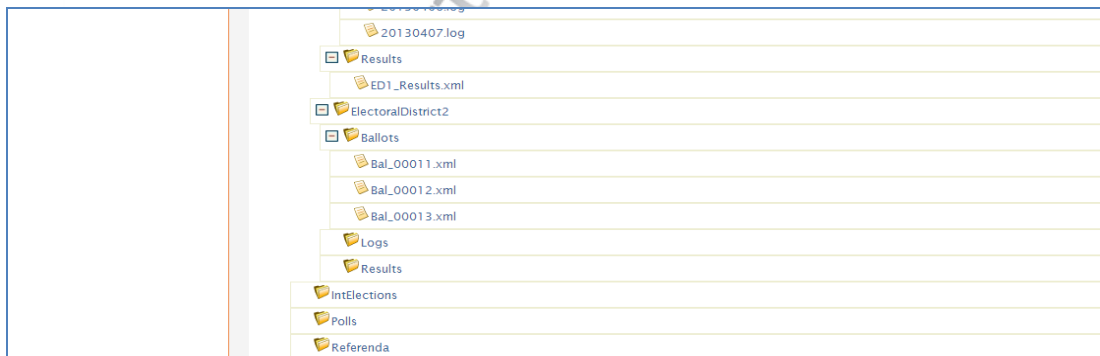 20130407.log
Results
ED1_Results.xml
ElectoralDistrict2
Ballots
Bal_00011.xml
Bal_00012.xml
Bal_00013.xml
Logs
Results
IntElections
Polls
Referenda